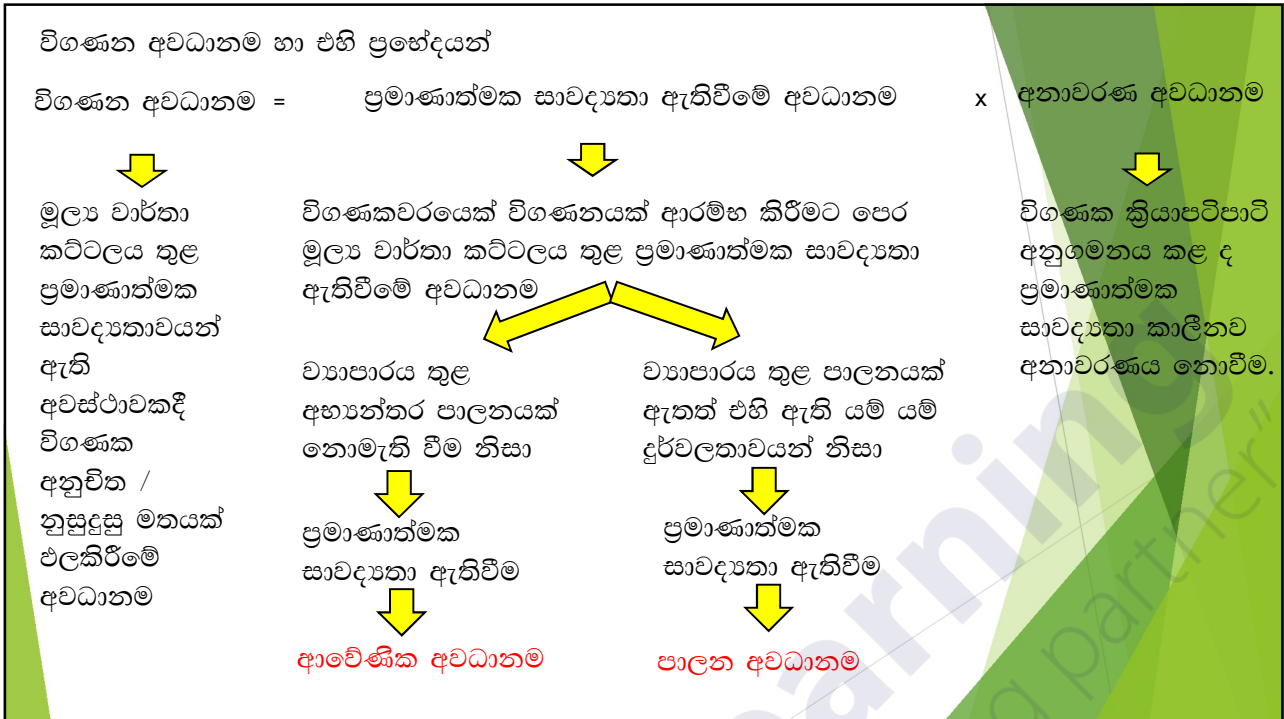 විගණන අවධානම හා එහි ප්‍රභේදයන්
විගණන අවධානම = ප්‍රමාණාත්මක සාවද්‍යතා ඇතිවීමේ අවධානම x අනාවරණ අවධානම
මූල්‍ය වාර්තා
කට්ටලය තුළ
ප්‍රමාණාත්මක
සාවද්‍යතාවයන්
ඇති
අවස්ථාවකදී
විගණක
අනුචිත /
නුසුදුසු මතයක්
ඵලකිරීමේ
අවධානම
විගණකවරයෙක් විගණනයක් ආරම්භ කිරීමට පෙර
මූල්‍ය වාර්තා කට්ටලය තුළ ප්‍රමාණාත්මක සාවද්‍යතා
ඇතිවීමේ අවධානම
ව්‍යාපාරය තුළ
අභ්‍යන්තර පාලනයක්
නොමැති වීම නිසා
ප්‍රමාණාත්මක
සාවද්‍යතා ඇතිවීම
ආවේණික අවධානම
ව්‍යාපාරය තුළ පාලනයක්
ඇතත් එහි ඇති යම් යම්
දුර්වලතාවයන් නිසා
ප්‍රමාණාත්මක
සාවද්‍යතා ඇතිවීම
පාලන අවධානම
විගණක ක්‍රියාපටිපාටි
අනුගමනය කළ ද
ප්‍රමාණාත්මක
සාවද්‍යතා කාලීනව
අනාවරණය නොවීම.
partner"